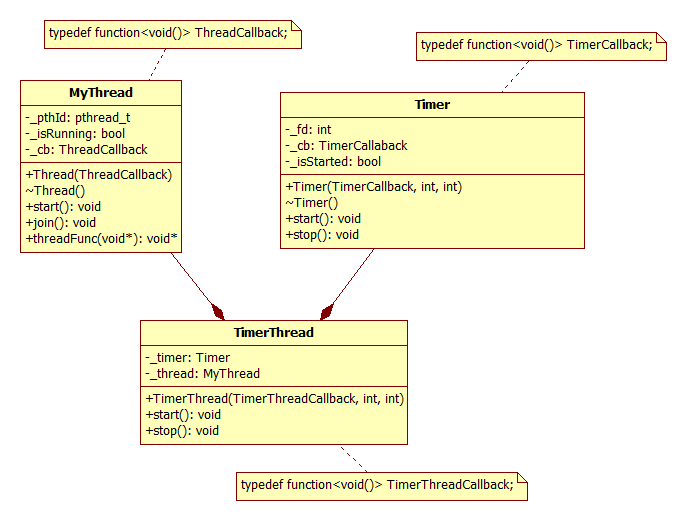 typedef function<void()> ThreadCallback;
typedef function<void()> TimerCallback;
MyThread
-_pthId: pthread_t
-_isRunning: bool
-_cb: ThreadCallback
+Thread(ThreadCallback)
~Thread()
+start(): void
+join(): void
+threadFunc(void*): void*
Timer
-_fd: int
-_cb: TimerCallaback
-_isStarted: bool
+Timer(TimerCallback, int, int)
~Timer()
+start(): void
+stop(): void
TimerThread
-_timer: Timer
-_thread: MyThread
+TimerThread(TimerThreadCallback, int, int)
+start(): void
+stop(): void
typedef function<void()> TimerThreadCallback;